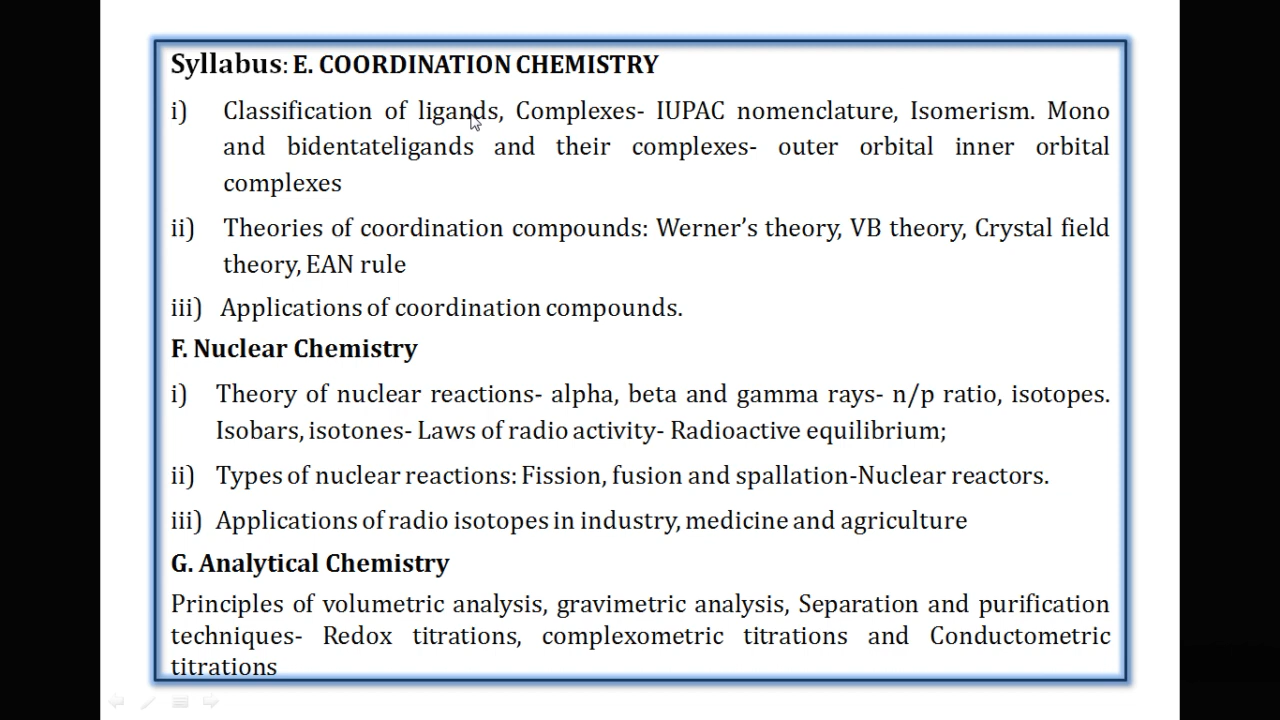 Syllabus: E. COORDINATION CHEMISTRY
i) Classification of ligands, Complexes- IUPAC nomenclature, Isomerism. Mono
and bidentateligands and their complexes- outer orbital inner orbital
complexes
ii) Theories of coordination compounds: Werner's theory, VB theory, Crystal field
theory, EAN rule
iii) Applications of coordination compounds.
F. Nuclear Chemistry
i) Theory of nuclear reactions- alpha, beta and gamma rays- n/p ratio, isotopes.
Isobars, isotones- Laws of radio activity- Radioactive equilibrium;
ii) Types of nuclear reactions: Fission, fusion and spallation-Nuclear reactors.
iii) Applications of radio isotopes in industry, medicine and agriculture
G. Analytical Chemistry
Principles of volumetric analysis, gravimetric analysis, Separation and purification
techniques- Redox titrations, complexometric titrations and Conductometric
titrations